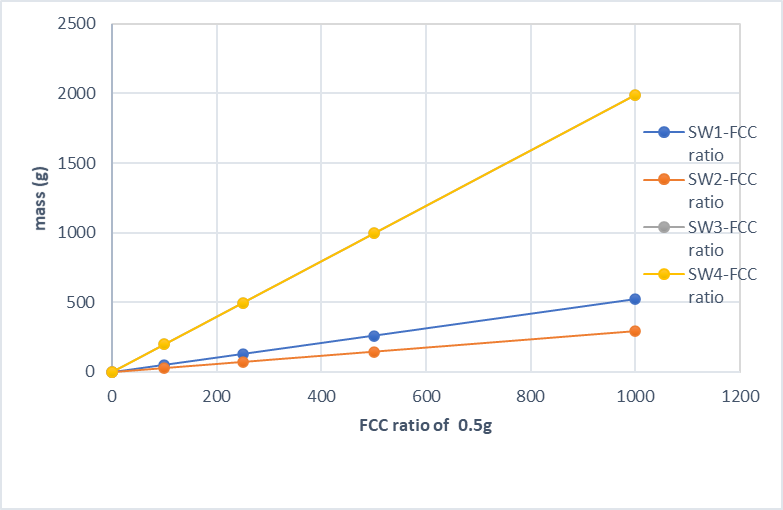 2500
2000
1500
1000
500
0
mass (g)
0 200 400 600 800 1000 1200
FCC ratio of 0.5g
SW1-FCC
ratio
SW2-FCC
ratio
SW3-FCC
ratio
SW4-FCC
ratio